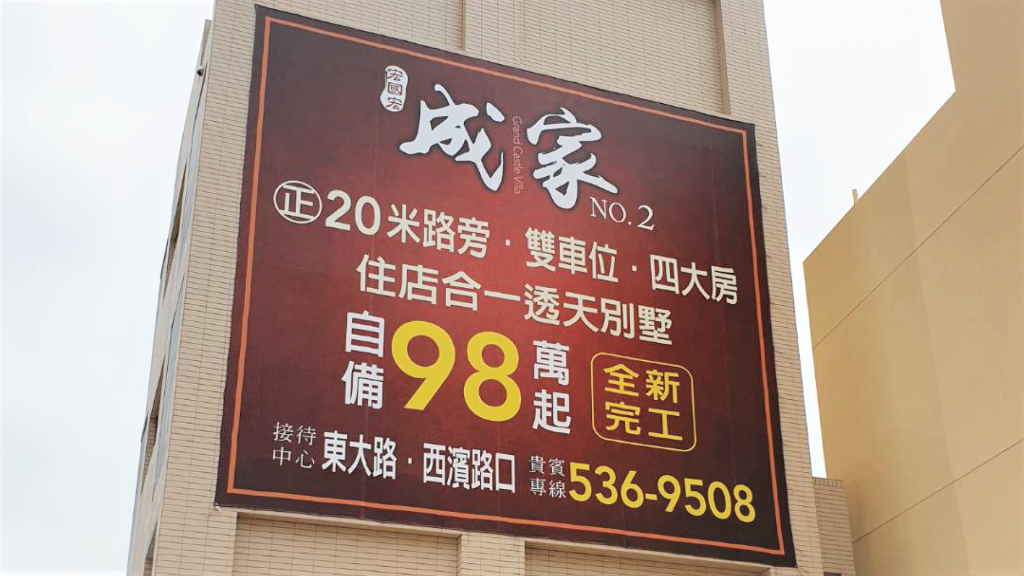 宏國宏
成家 NO.2
Grand Castle Villa
正20米路旁·雙車位·四大房
住店合一透天別墅
自備98萬起
全新完工
接待中心 東大路·西濱路口 貴賓專線 536-9508